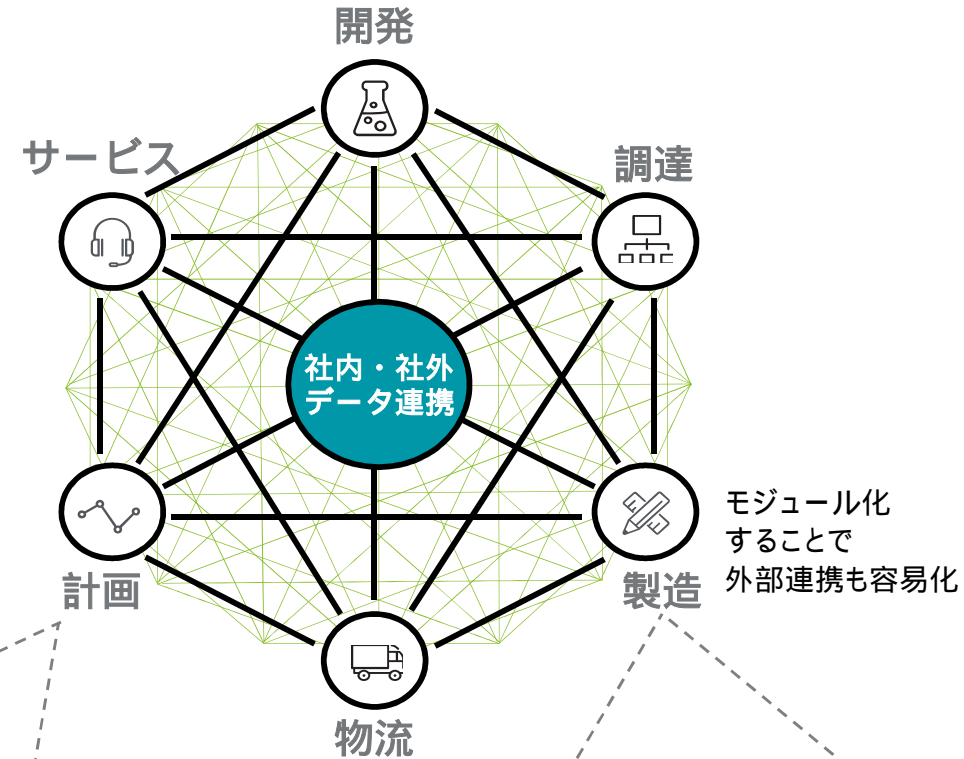 開発
サービス
調達
社内・社外
データ連携
モジュール化
することで
外部連携も容易化
計画
製造
物流